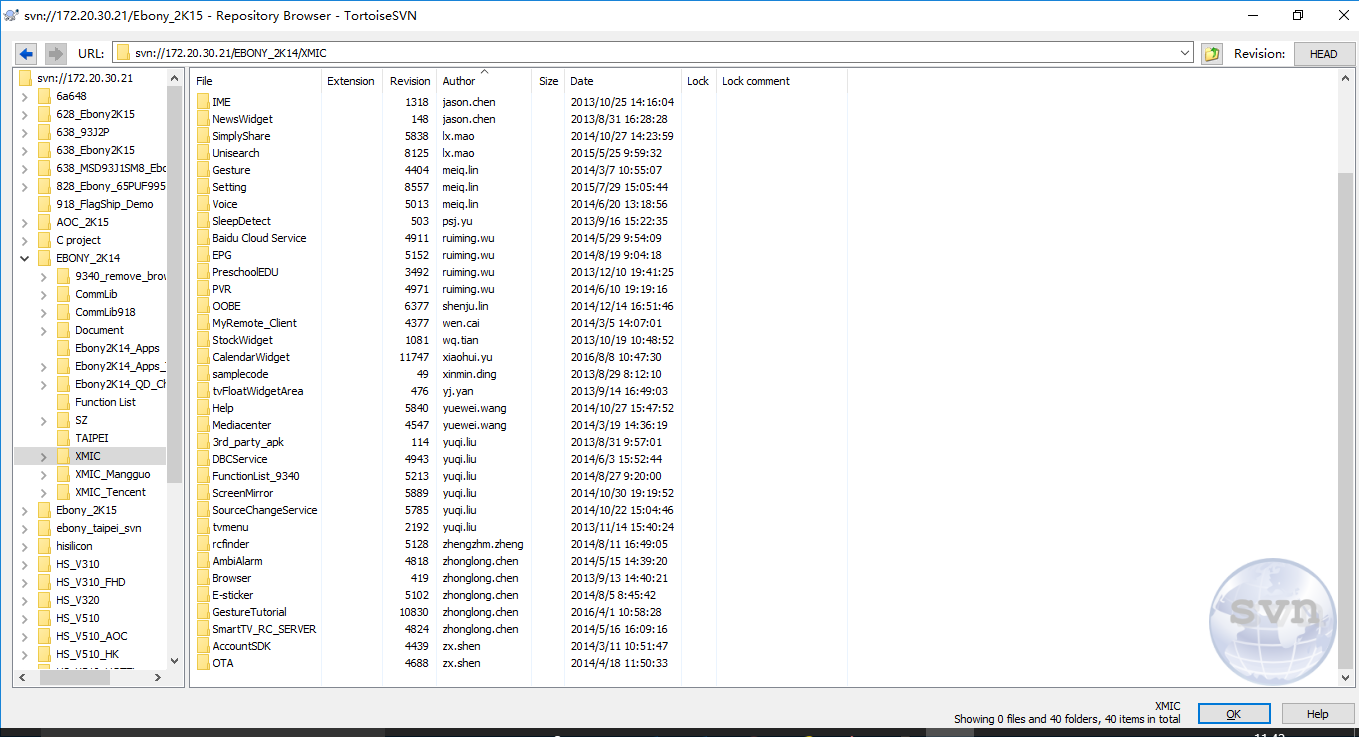 svn://172.20.30.21/Ebony_2K15 - Repository Browser - TortoiseSVN
URL: svn://172.20.30.21/EBONY_2K14/XMIC Revision: HEAD
svn://172.20.30.21
6a648
628_Ebony2K15
638_93J2P
638_Ebony2K15
638_MSD93J1SM8_Ebo
828_Ebony_65PUF995
918_FlagShip_Demo
AOC_2K15
C project
EBONY_2K14
9340_remove_brow
CommLib
CommLib918
Document
Ebony2K14_Apps
Ebony2K14_Apps_
Ebony2K14_QD_Ch
Function List
SZ
TAIPEI
XMIC
XMIC_Mangguo
XMIC_Tencent
Ebony_2K15
ebony_taipei_svn
hisilicon
HS_V310
HS_V310_FHD
HS_V320
HS_V510
HS_V510_AOC
HS_V510_HK
File Extension Revision Author Size Date Lock Lock comment
IME 1318 jason.chen 2013/10/25 14:16:04
NewsWidget 148 jason.chen 2013/8/31 16:28:28
SimplyShare 5838 lx.mao 2014/10/27 14:23:59
Unisearch 8125 lx.mao 2015/5/25 9:59:32
Gesture 4404 meiq.lin 2014/3/7 10:55:07
Setting 8557 meiq.lin 2015/7/29 15:05:44
Voice 5013 meiq.lin 2014/6/20 13:18:56
SleepDetect 503 psj.yu 2013/9/16 15:22:35
Baidu Cloud Service 4911 ruiming.wu 2014/5/29 9:54:09
EPG 5152 ruiming.wu 2014/8/19 9:04:18
PreschoolEDU 3492 ruiming.wu 2013/12/10 19:41:25
PVR 4971 ruiming.wu 2014/6/10 19:19:16
OOBE 6377 shenju.lin 2014/12/14 16:51:46
MyRemote_Client 4377 wen.cai 2014/3/5 14:07:01
StockWidget 1081 wq.tian 2013/10/19 10:48:52
CalendarWidget 11747 xiaohui.yu 2016/8/8 10:47:30
samplecode 49 xinmin.ding 2013/8/29 8:12:10
tvFloatWidgetArea 476 yj.yan 2013/9/14 16:49:03
Help 5840 yuewei.wang 2014/10/27 15:47:52
Mediacenter 4547 yuewei.wang 2014/3/19 14:36:19
3rd_party_apk 114 yuqi.liu 2013/8/31 9:57:01
DBCService 4943 yuqi.liu 2014/6/3 15:52:44
FunctionList_9340 5213 yuqi.liu 2014/8/27 9:20:00
ScreenMirror 5889 yuqi.liu 2014/10/30 19:19:52
SourceChangeService 5785 yuqi.liu 2014/10/22 15:04:46
tvmenu 2192 yuqi.liu 2013/11/14 15:40:24
rcfinder 5128 zhengzhm.zheng 2014/8/11 16:49:05
AmbiAlarm 4818 zhonglong.chen 2014/5/15 14:39:20
Browser 419 zhonglong.chen 2013/9/13 14:40:21
E-sticker 5102 zhonglong.chen 2014/8/5 8:45:42
GestureTutorial 10830 zhonglong.chen 2016/4/1 10:58:28
SmartTV_RC_SERVER 4824 zhonglong.chen 2014/5/16 16:09:16
AccountSDK 4439 zx.shen 2014/3/11 10:51:47
OTA 4688 zx.shen 2014/4/18 11:50:33
svn
XMIC
Showing 0 files and 40 folders, 40 items in total
OK Help